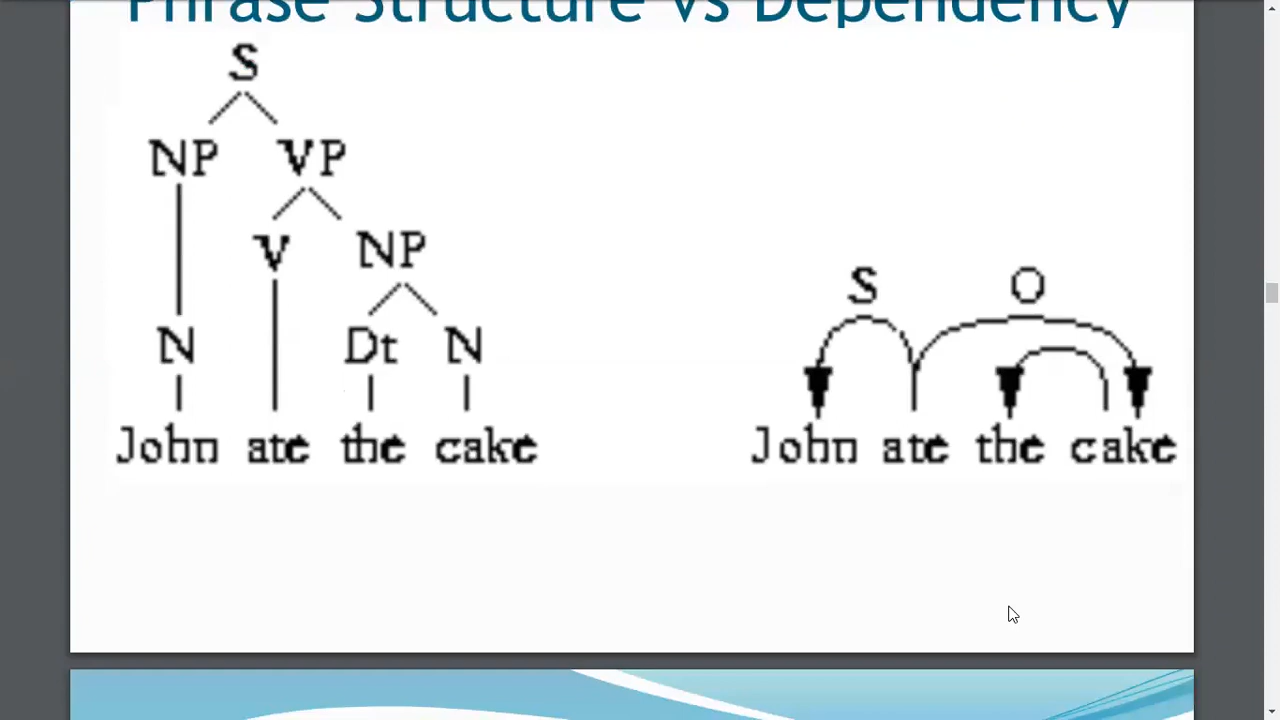 Phrase Structure vs Dependency
S
NP VP
V NP
N Dt N
John ate the cake
S O
John ate the cake